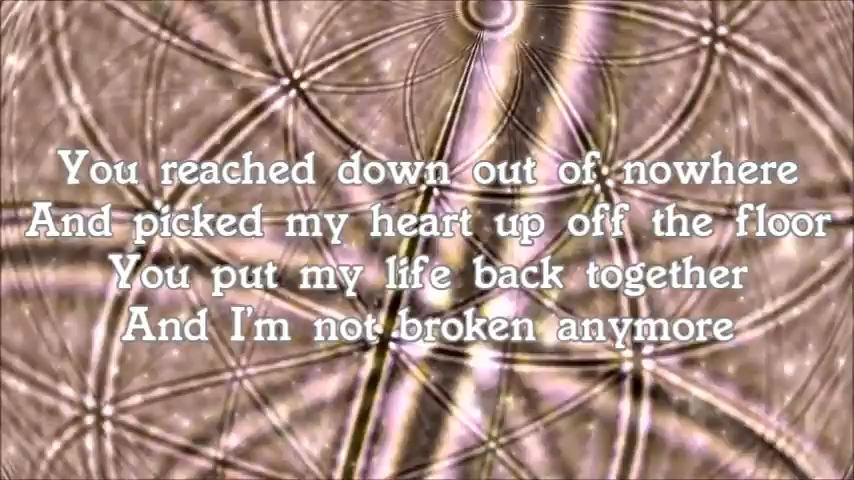 You reached down out of nowhere
And picked my heart up off the floor
You put my life back together
And I'm not broken anymore